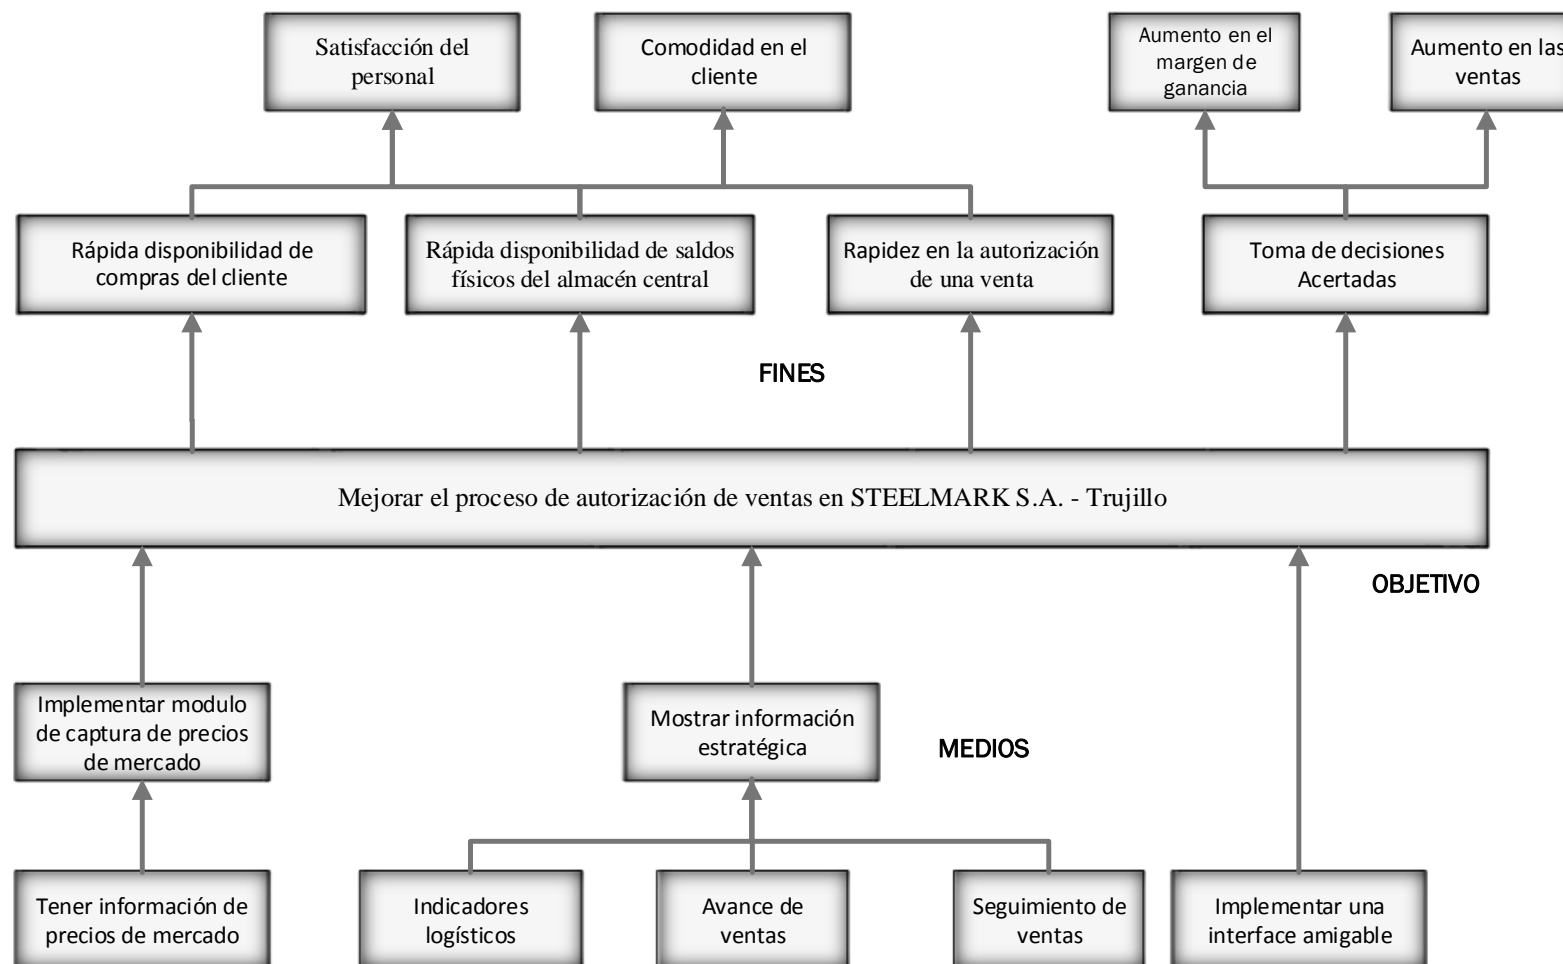 Satisfacción del
personal
Comodidad en el
cliente
Aumento en el
margen de
ganancia
Aumento en las
ventas
Rápida disponibilidad de
compras del cliente
Rápida disponibilidad de saldos
físicos del almacén central
Rapidez en la autorización
de una venta
Toma de decisiones
Acertadas
FINES
Mejorar el proceso de autorización de ventas en STEELMARK S.A. - Trujillo
OBJETIVO
Implementar modulo
de captura de precios
de mercado
Mostrar información
estratégica
MEDIOS
Tener información de
precios de mercado
Indicadores
logísticos
Avance de
ventas
Seguimiento de
ventas
Implementar una
interface amigable